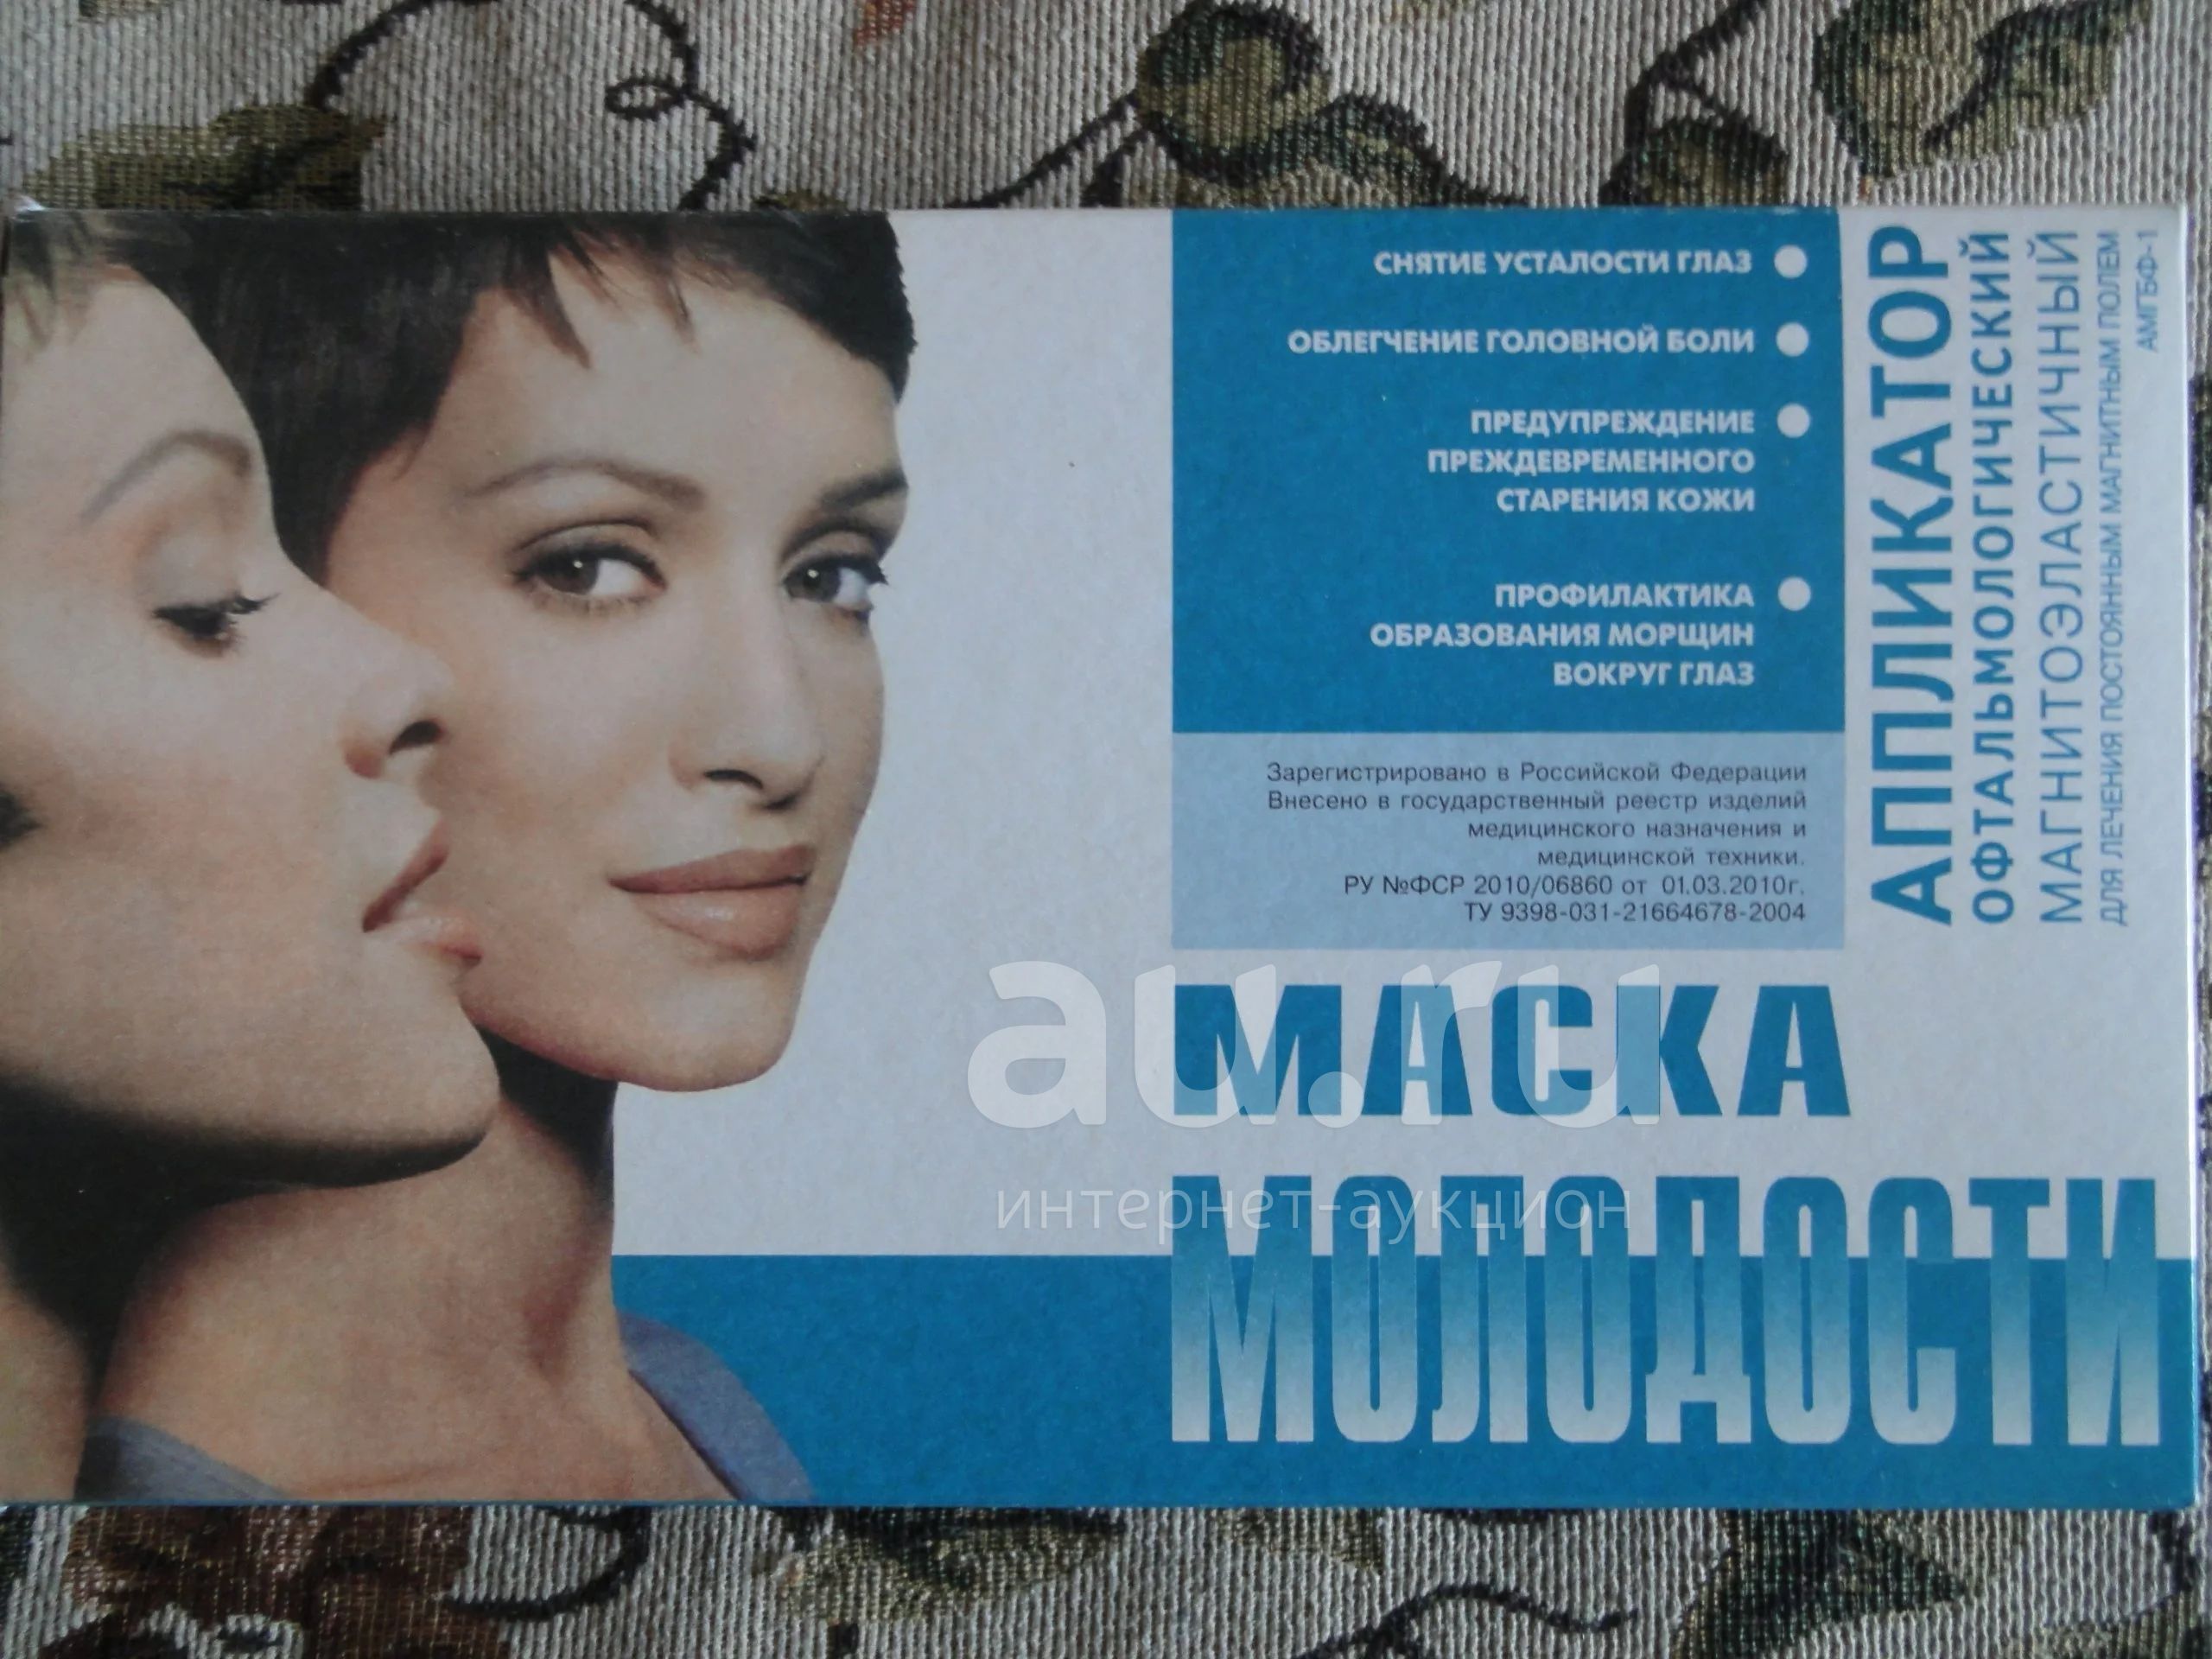 СНЯТИЕ УСТАЛОСТИ ГЛАЗ
ОБЛЕГЧЕНИЕ ГОЛОВНОЙ БОЛИ
ПРЕДУПРЕЖДЕНИЕ
ПРЕЖДЕВРЕМЕННОГО
СТАРЕНИЯ КОЖИ
ПРОФИЛАКТИКА
ОБРАЗОВАНИЯ МОРЩИН
ВОКРУГ ГЛАЗ
Зарегистрировано в Российской Федерации
Внесено в государственный реестр изделий
медицинского назначения и
медицинской техники.
РУ №ФСР 2010/06860 от 01.03.2010г.
ТУ 9398-031-21664678-2004
АППЛИКАТОР
ОФТАЛЬМОЛОГИЧЕСКИЙ
МАГНИТОЭЛАСТИЧНЫЙ
ДЛЯ ЛЕЧЕНИЯ ПОСТОЯННЫМ МАГНИТНЫМ ПОЛЕМ
АМГБФ-1
МАСКА
МОЛОДОСТИ
au.ru
интернет-аукцион